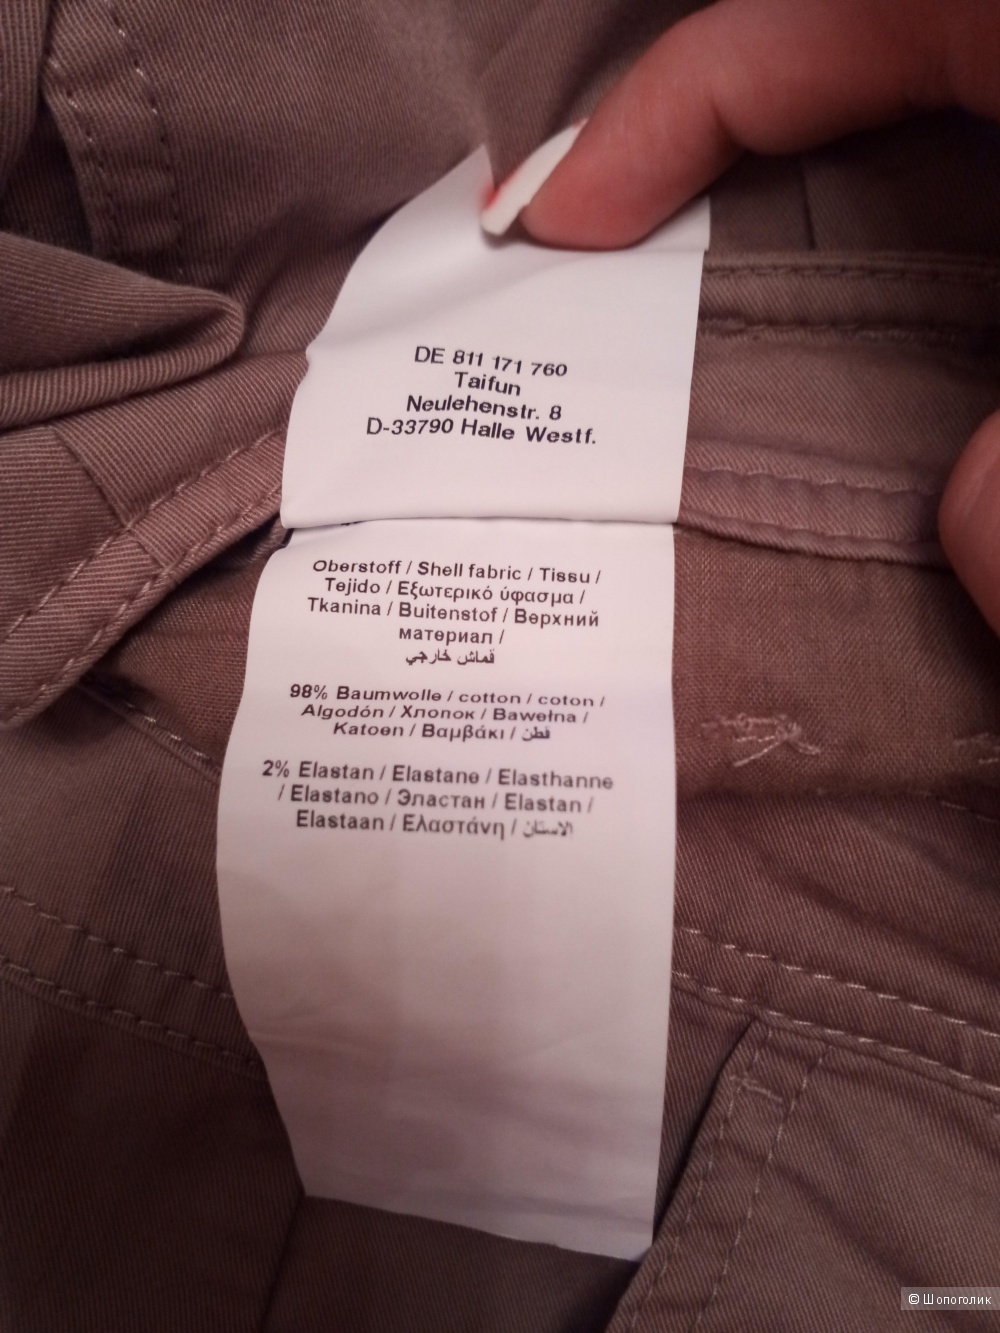 DE 811 171 760
Taifun
Neulehenstr. 8
D-33790 Halle Westf.
Oberstoff / Shell fabric / Tissu /
Tejido / Εξωτερικό ύφασμα /
Tkanina / Buitenstof / Верхний
материал /
قماش خارجي
98% Baumwolle / cotton / coton /
Algodón / Хлопок / Bawełna /
Katoen / Βαμβάκι / قطن
2% Elastan / Elastane / Elasthanne
/ Elastano / Эластан / Elastan /
Elastaan / Ελαστάνη / الاستان
© Шопоголик